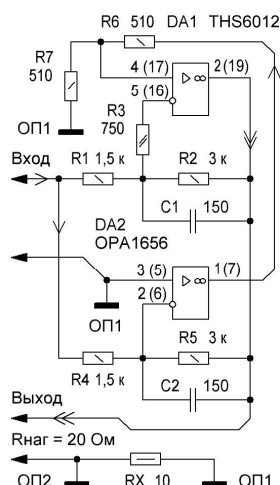 R6 510 DA1 THS6012
R7
510
4 (17)
2 (19)
5 (16)
R3
750
ОП1
Вход
R1 1,5 к
R2 3 к
C1 150
DA2
OPA1656
3 (5)
1 (7)
2 (6)
ОП1
R5
3 к
R4 1,5 к
C2 150
Выход
Rнаг = 20 Ом
ОП2
RX 10
ОП1